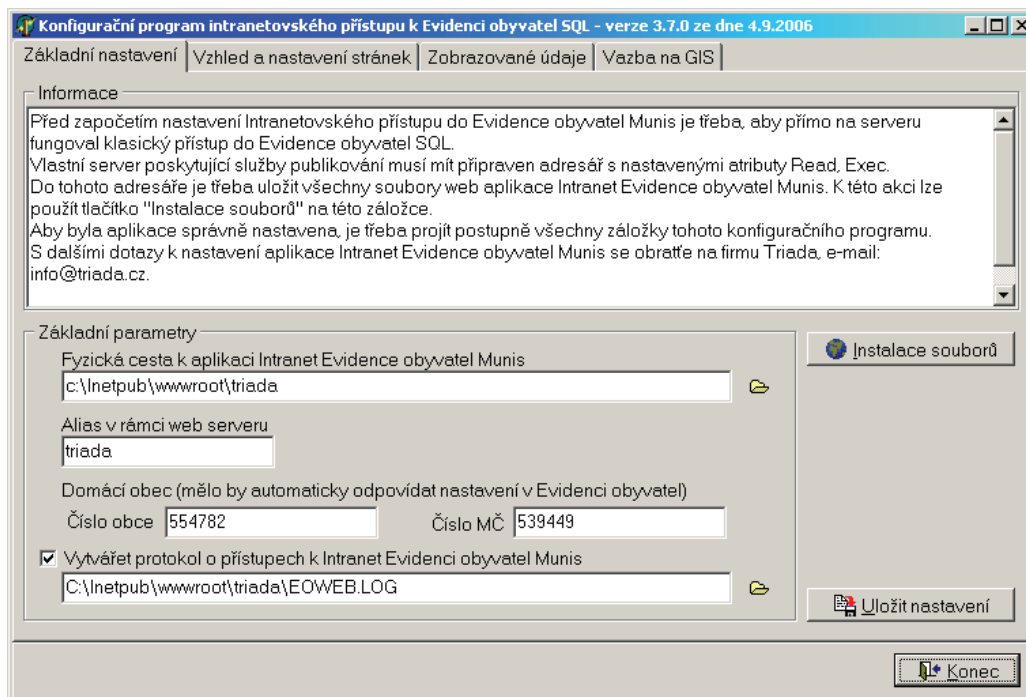 Konfigurační program intranetovského přístupu k Evidenci obyvatel SQL - verze 3.7.0 ze dne 4.9.2006
Základní nastavení Vzhled a nastavení stránek Zobrazované údaje Vazba na GIS
Informace
Před započetím nastavení Intranetovského přístupu do Evidence obyvatel Munis je třeba, aby přímo na serveru
fungoval klasický přístup do Evidence obyvatel SQL.
Vlastní server poskytující služby publikování musí mít připraven adresář s nastavenými atributy Read, Exec.
Do tohoto adresáře je třeba uložit všechny soubory web aplikace Intranet Evidence obyvatel Munis. K této akci lze
použít tlačítko "Instalace souborů" na této záložce.
Aby byla aplikace správně nastavena, je třeba projít postupně všechny záložky tohoto konfiguračního programu.
S dalšími dotazy k nastavení aplikace Intranet Evidence obyvatel Munis se obraťte na firmu Triada, e-mail:
info@triada.cz.
Základní parametry
Fyzická cesta k aplikaci Intranet Evidence obyvatel Munis
c:\Inetpub\wwwroot\triada
Instalace souborů
Alias v rámci web serveru
triada
Domácí obec (mělo by automaticky odpovídat nastavení v Evidenci obyvatel)
Číslo obce 554782 Číslo MČ 539449
Vytvářet protokol o přístupech k Intranet Evidenci obyvatel Munis
C:\Inetpub\wwwroot\triada\EOWEB.LOG
Uložit nastavení
Konec